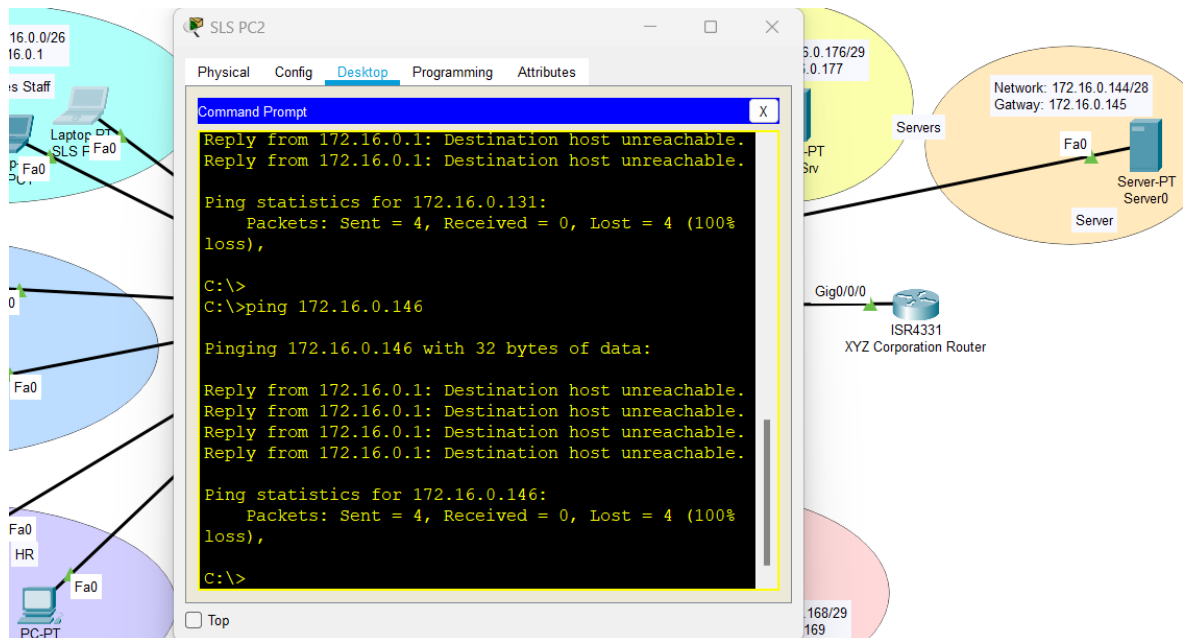 SLS PC2
Physical Config Desktop Programming Attributes
Command Prompt
X
Reply from 172.16.0.1: Destination host unreachable.
Reply from 172.16.0.1: Destination host unreachable.
Ping statistics for 172.16.0.131:
Packets: Sent = 4, Received = 0, Lost = 4 (100%
loss),
C:\>
C:\>ping 172.16.0.146
Pinging 172.16.0.146 with 32 bytes of data:
Reply from 172.16.0.1: Destination host unreachable.
Reply from 172.16.0.1: Destination host unreachable.
Reply from 172.16.0.1: Destination host unreachable.
Reply from 172.16.0.1: Destination host unreachable.
Ping statistics for 172.16.0.146:
Packets: Sent = 4, Received = 0, Lost = 4 (100%
loss),
C:\>
Top
16.0.0/26
16.0.1
Staff
Laptop-PT
SLS
Fa0
Fa0
Fa0
Fa0
HR
Fa0
PC-PT
.0.176/29
.0.177
-PT
Srv
Servers
Network: 172.16.0.144/28
Gatway: 172.16.0.145
Fa0
Server-PT
Server0
Server
Gig0/0/0
ISR4331
XYZ Corporation Router
168/29
169